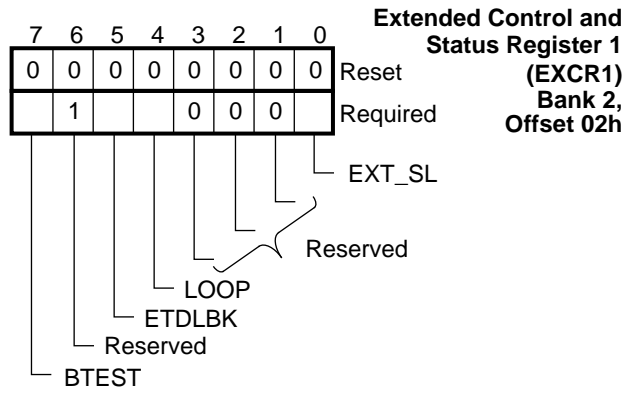 Extended Control and
Status Register 1
(EXCR1)
Bank 2,
Offset 02h
7 6 5 4 3 2 1 0
0 0 0 0 0 0 0 0 Reset
1 0 0 0 Required
EXT_SL
Reserved
LOOP
ETDLBK
Reserved
BTEST